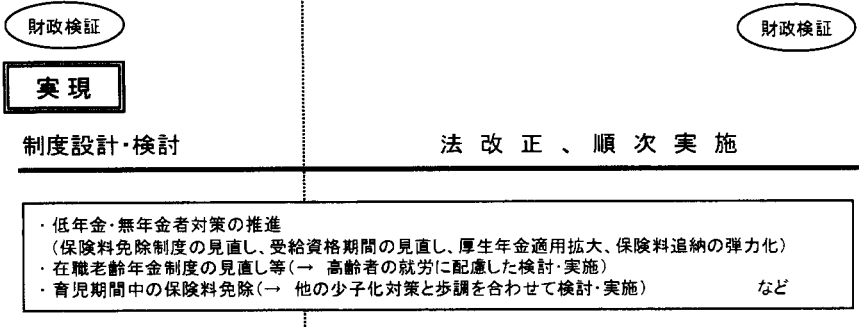 財政検証
財政検証
実現
制度設計・検討
法改正、順次実施
・低年金・無年金者対策の推進
(保険料免除制度の見直し、受給資格期間の見直し、厚生年金適用拡大、保険料追納の弾力化)
・在職老齢年金制度の見直し等(→ 高齢者の就労に配慮した検討・実施)
・育児期間中の保険料免除(→ 他の少子化対策と歩調を合わせて検討・実施) など